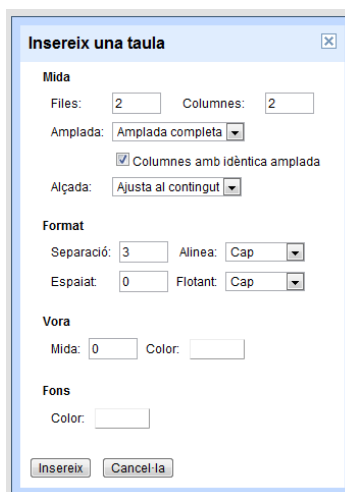 Insereix una taula
Mida
Files: 2 Columnes: 2
Amplada: Amplada completa
Columnes amb idèntica amplada
Alçada: Ajusta al contingut
Format
Separació: 3 Alinea: Cap
Espaiat: 0 Flotant: Cap
Vora
Mida: 0 Color:
Fons
Color:
Insereix Cancel·la